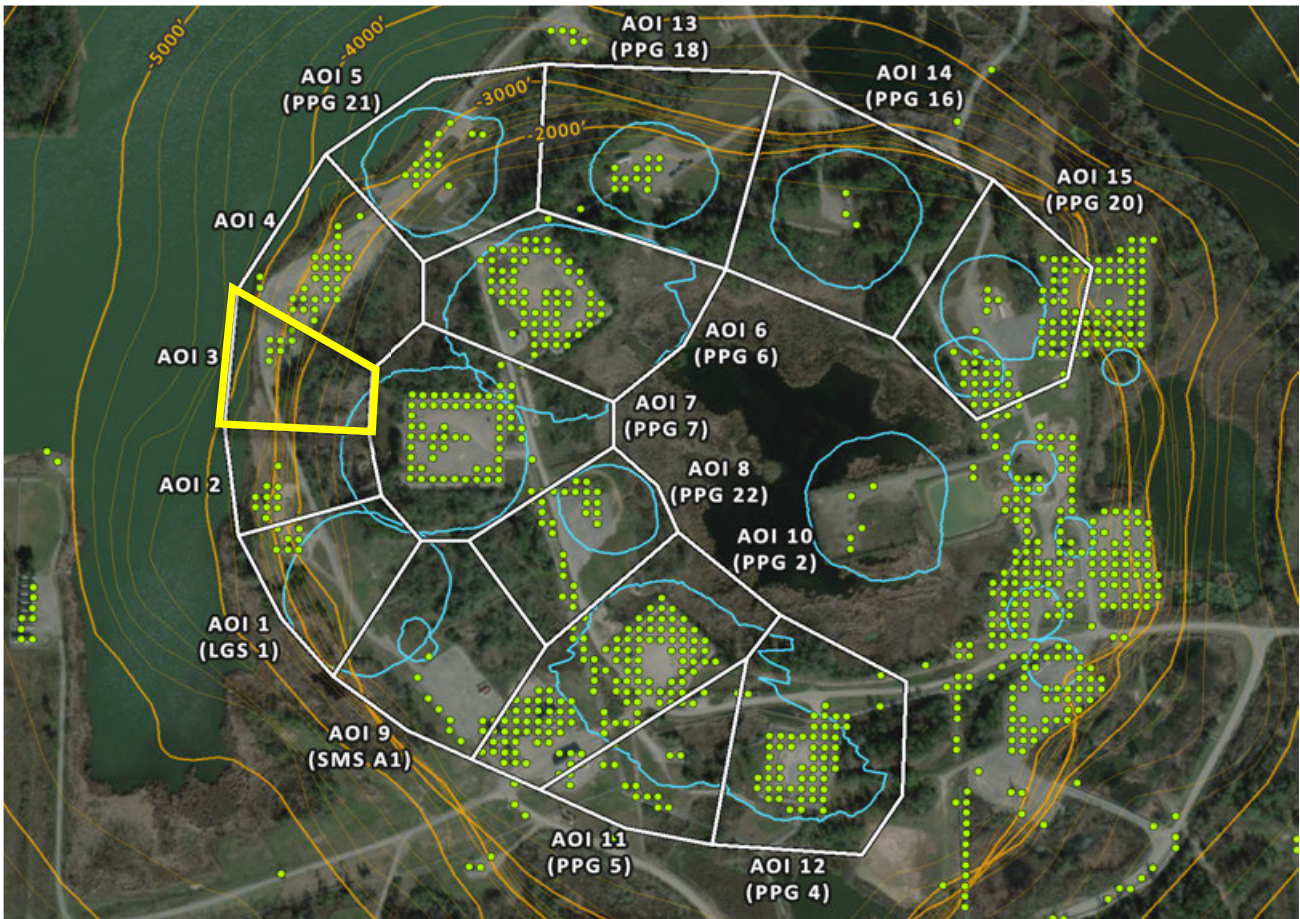 -5000'
-4000'
AOI 13
(PPG 18)
AOI 5
(PPG 21)
-3000'
-2000'
AOI 14
(PPG 16)
AOI 15
(PPG 20)
AOI 4
AOI 3
AOI 6
(PPG 6)
AOI 7
(PPG 7)
AOI 2
AOI 8
(PPG 22)
AOI 10
(PPG 2)
AOI 1
(LGS 1)
AOI 9
(SMS A1)
AOI 11
(PPG 5)
AOI 12
(PPG 4)